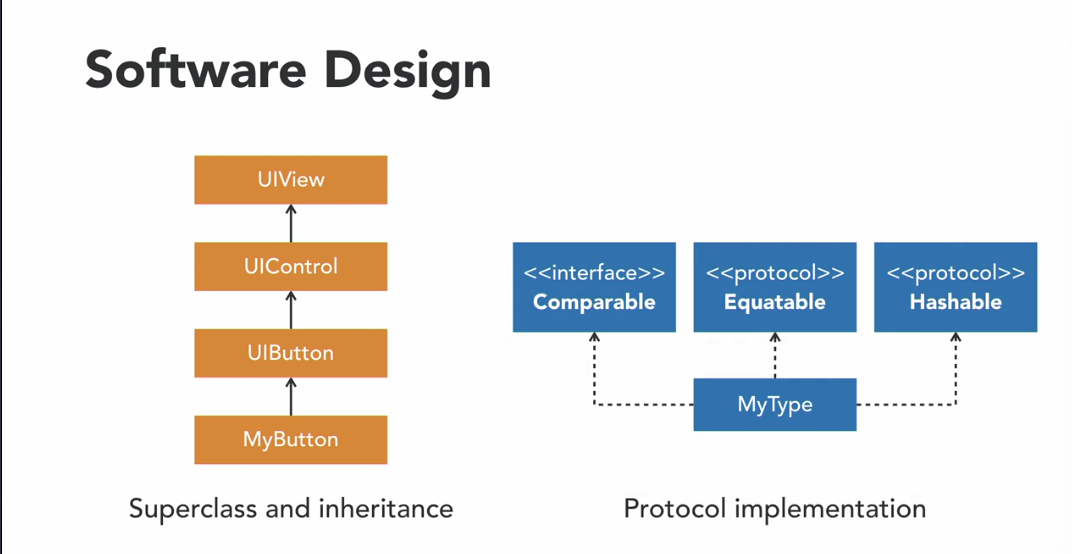 Software Design
UIView
UIControl
UIButton
MyButton
Superclass and inheritance
<<interface>>
Comparable
<<protocol>>
Equatable
<<protocol>>
Hashable
MyType
Protocol implementation